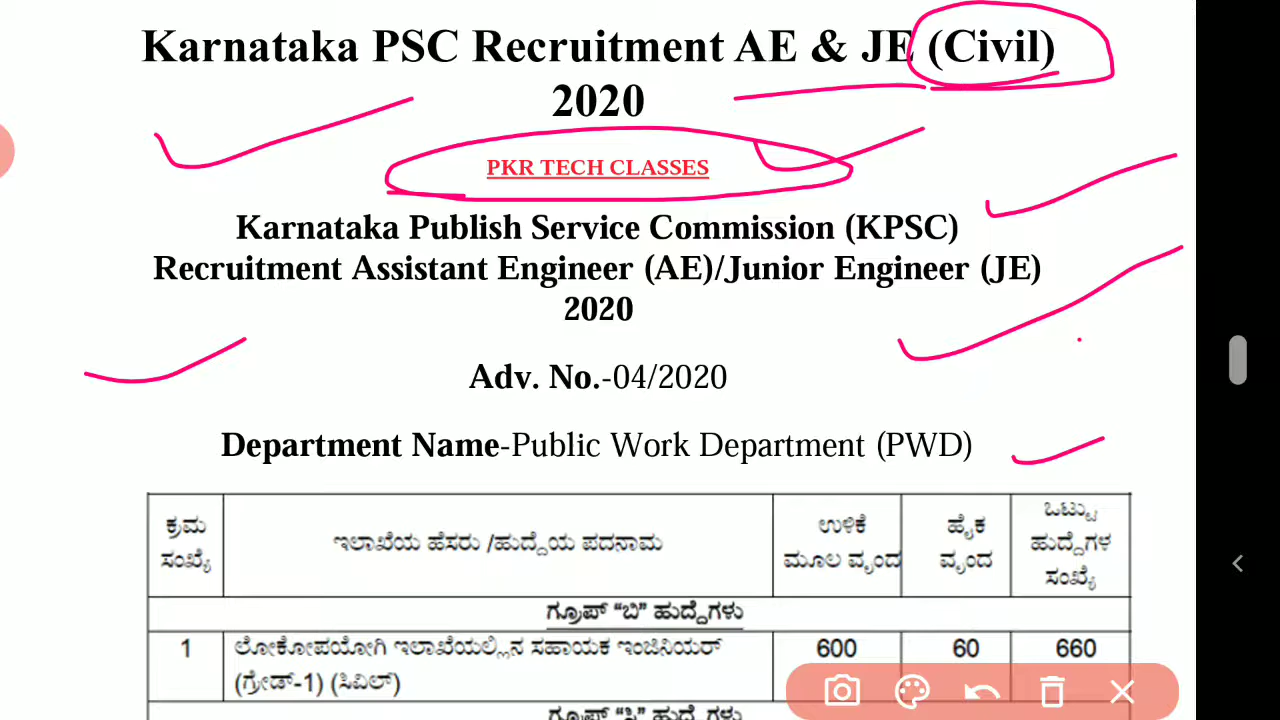 Karnataka PSC Recruitment AE & JE (Civil)
2020
PKR TECH CLASSES
Karnataka Publish Service Commission (KPSC)
Recruitment Assistant Engineer (AE)/Junior Engineer (JE)
2020
Adv. No.-04/2020
Department Name-Public Work Department (PWD)
ಕ್ರಮ ಸಂಖ್ಯೆ
ಇಲಾಖೆಯ ಹೆಸರು /ಹುದ್ದೆಯ ಪದನಾಮ
ಉಳಿಕೆ ಮೂಲ ವೃಂದ
ಹೈಕ ವೃಂದ
ಒಟ್ಟು ಹುದ್ದೆಗಳ ಸಂಖ್ಯೆ
ಗ್ರೂಪ್ “ಬಿ” ಹುದ್ದೆಗಳು
1 ಲೋಕೋಪಯೋಗಿ ಇಲಾಖೆಯಲ್ಲಿನ ಸಹಾಯಕ ಇಂಜಿನಿಯರ್ 600 60 660
(ಗ್ರೇಡ್-1) (ಸಿವಿಲ್)
ಗ್ರೂಪ್ “ಸಿ” ಹುದ್ದೆಗಳು